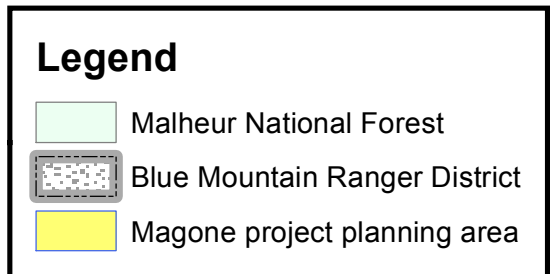 Legend
Malheur National Forest
Blue Mountain Ranger District
Magone project planning area